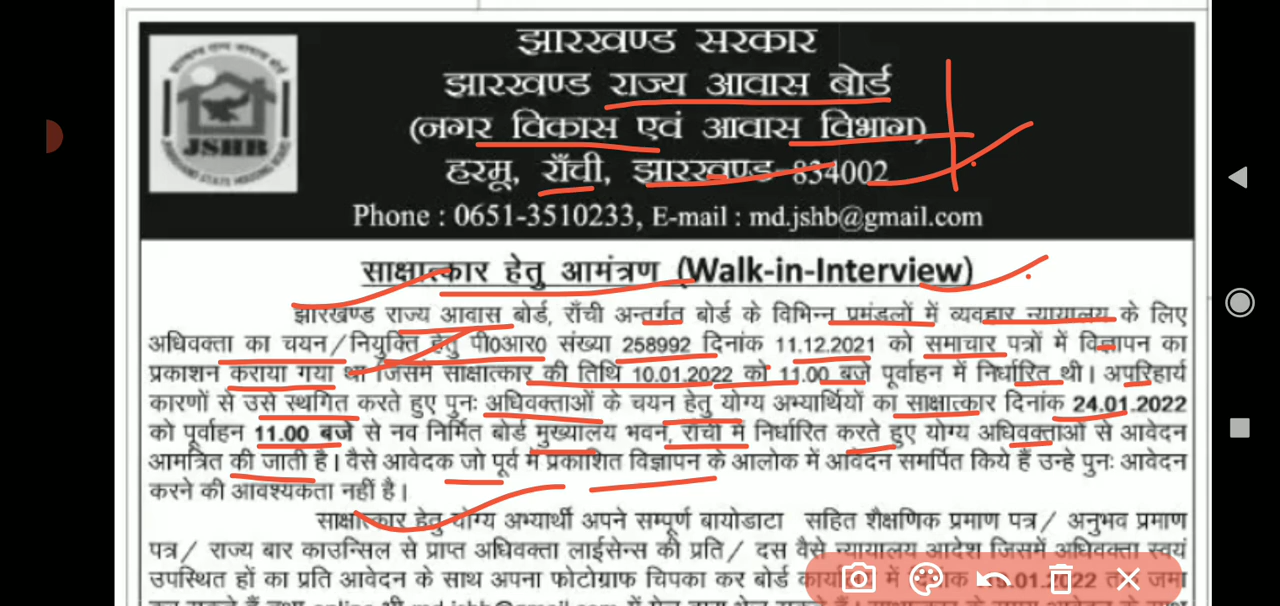 झारखण्ड सरकार
झारखण्ड राज्य आवास बोर्ड
(नगर विकास एवं आवास विभाग)
हरमू, राँची, झारखण्ड-834002
JSHB
Phone : 0651-3510233, E-mail : md.jshb@gmail.com
साक्षात्कार हेतु आमंत्रण (Walk-in-Interview)
झारखण्ड राज्य आवास बोर्ड, राँची अन्तर्गत बोर्ड के विभिन्न प्रमंडलों में व्यवहार न्यायालय के लिए
अधिवक्ता का चयन/नियुक्ति हेतु पी0आर0 संख्या 258992 दिनांक 11.12.2021 को समाचार पत्रों में विज्ञापन का
प्रकाशन कराया गया था जिसमें साक्षात्कार की तिथि 10.01.2022 को 11.00 बजे पूर्वाहन में निर्धारित थी। अपरिहार्य
कारणों से उसे स्थगित करते हुए पुनः अधिवक्ताओं के चयन हेतु योग्य अभ्यार्थियों का साक्षात्कार दिनांक 24.01.2022
को पूर्वाहन 11.00 बजे से नव निर्मित बोर्ड मुख्यालय भवन, राँची में निर्धारित करते हुए योग्य अधिवक्ताओं से आवेदन
आमंत्रित की जाती है। वैसे आवेदक जो पूर्व में प्रकाशित विज्ञापन के आलोक में आवेदन समर्पित किये हैं उन्हे पुनः आवेदन
करने की आवश्यकता नहीं है।
साक्षात्कार हेतु योग्य अभ्यार्थी अपने सम्पूर्ण बायोडाटा सहित शैक्षणिक प्रमाण पत्र/ अनुभव प्रमाण
पत्र/ राज्य बार काउन्सिल से प्राप्त अधिवक्ता लाईसेन्स की प्रति/ दस वैसे न्यायालय आदेश जिसमें अधिवक्ता स्वयं
उपस्थित हों का प्रति आवेदन के साथ अपना फोटोग्राफ चिपका कर बोर्ड में जमा